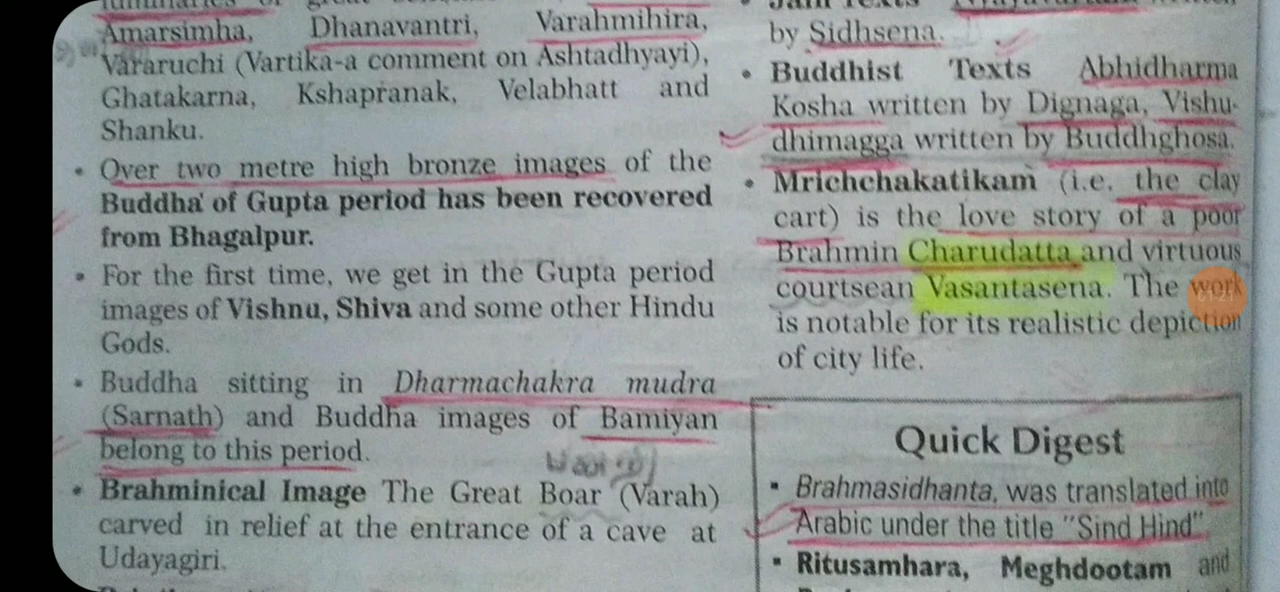 luminaries of great
Amarsimha, Dhanavantri, Varahmihira,
Vararuchi (Vartika-a comment on Ashtadhyayi),
Ghatakarna, Kshapranak, Velabhatt and
Shanku.
• Over two metre high bronze images of the
Buddha of Gupta period has been recovered
from Bhagalpur.
• For the first time, we get in the Gupta period
images of Vishnu, Shiva and some other Hindu
Gods.
• Buddha sitting in Dharmachakra mudra
(Sarnath) and Buddha images of Bamiyan
belong to this period.
• Brahminical Image The Great Boar (Varah)
carved in relief at the entrance of a cave at
Udayagiri.
• Jain Texts
by Sidhsena.
• Buddhist Texts Abhidharma
Kosha written by Dignaga, Vishu-
dhimagga written by Buddhghosa.
• Mrichchakatikam (i.e. the clay
cart) is the love story of a poor
Brahmin Charudatta and virtuous
courtsean Vasantasena. The work
is notable for its realistic depiction
of city life.
01:21
Quick Digest
▪ Brahmasidhanta, was translated into
Arabic under the title "Sind Hind"
▪ Ritusamhara, Meghdootam and